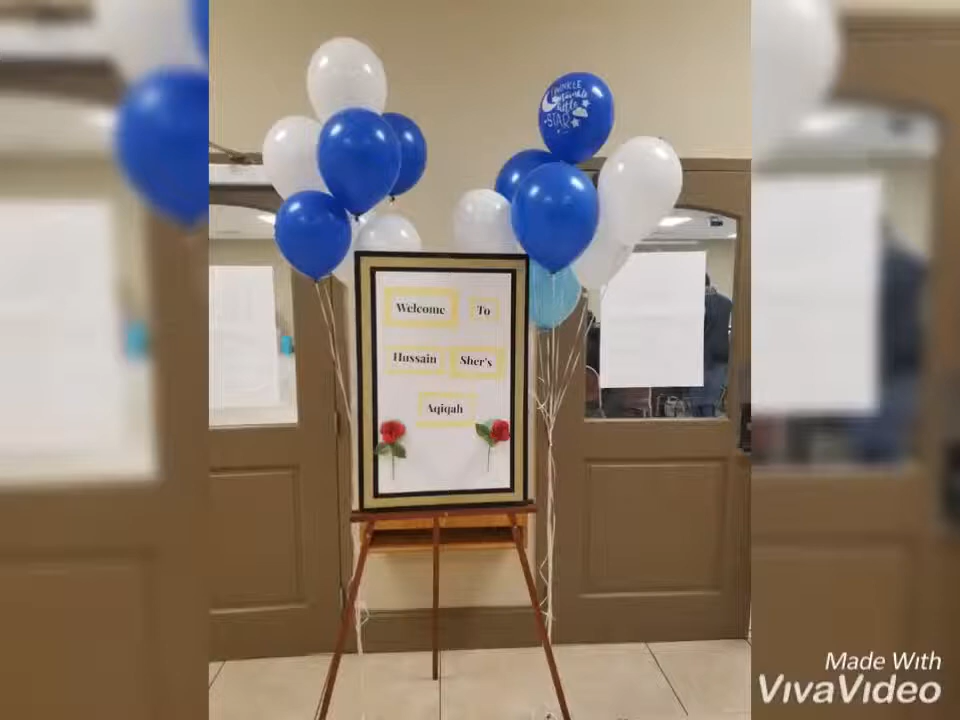 TWINKLE
twinkle
little
STAR
Welcome To
Hussain Sher's
Aqiqah
Made With
VivaVideo